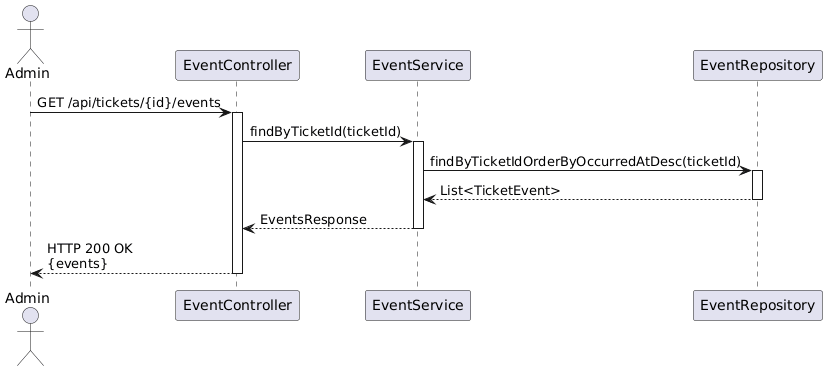 Admin
EventController
EventService
EventRepository
GET /api/tickets/{id}/events
findByTicketId(ticketId)
findByTicketIdOrderByOccurredAtDesc(ticketId)
List<TicketEvent>
EventsResponse
HTTP 200 OK
{events}
Admin
EventController
EventService
EventRepository